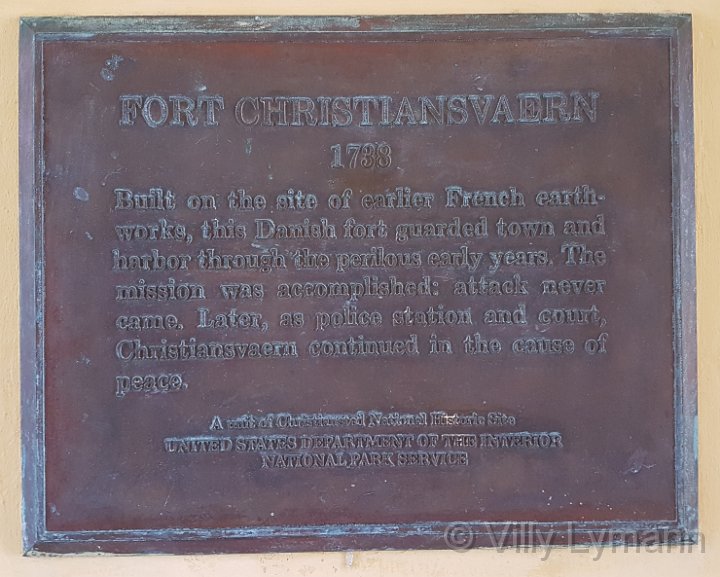 FORT CHRISTIANSVAERN
1738
Built on the site of earlier French earth-
works, this Danish fort guarded town and
harbor through the perilous early years. The
mission was accomplished: attack never
came. Later, as police station and court,
Christiansvaern continued in the cause of
peace.
A unit of Christiansted National Historic Site
UNITED STATES DEPARTMENT OF THE INTERIOR
NATIONAL PARK SERVICE
© Villy Lymann